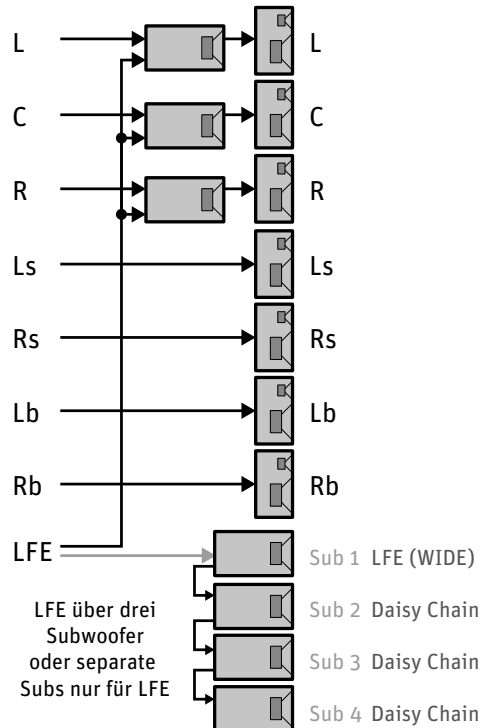 L L
C C
R R
Ls Ls
Rs Rs
Lb Lb
Rb Rb
LFE
Sub 1 LFE (WIDE)
LFE über drei
Subwoofer
oder separate
Subs nur für LFE
Sub 2 Daisy Chain
Sub 3 Daisy Chain
Sub 4 Daisy Chain